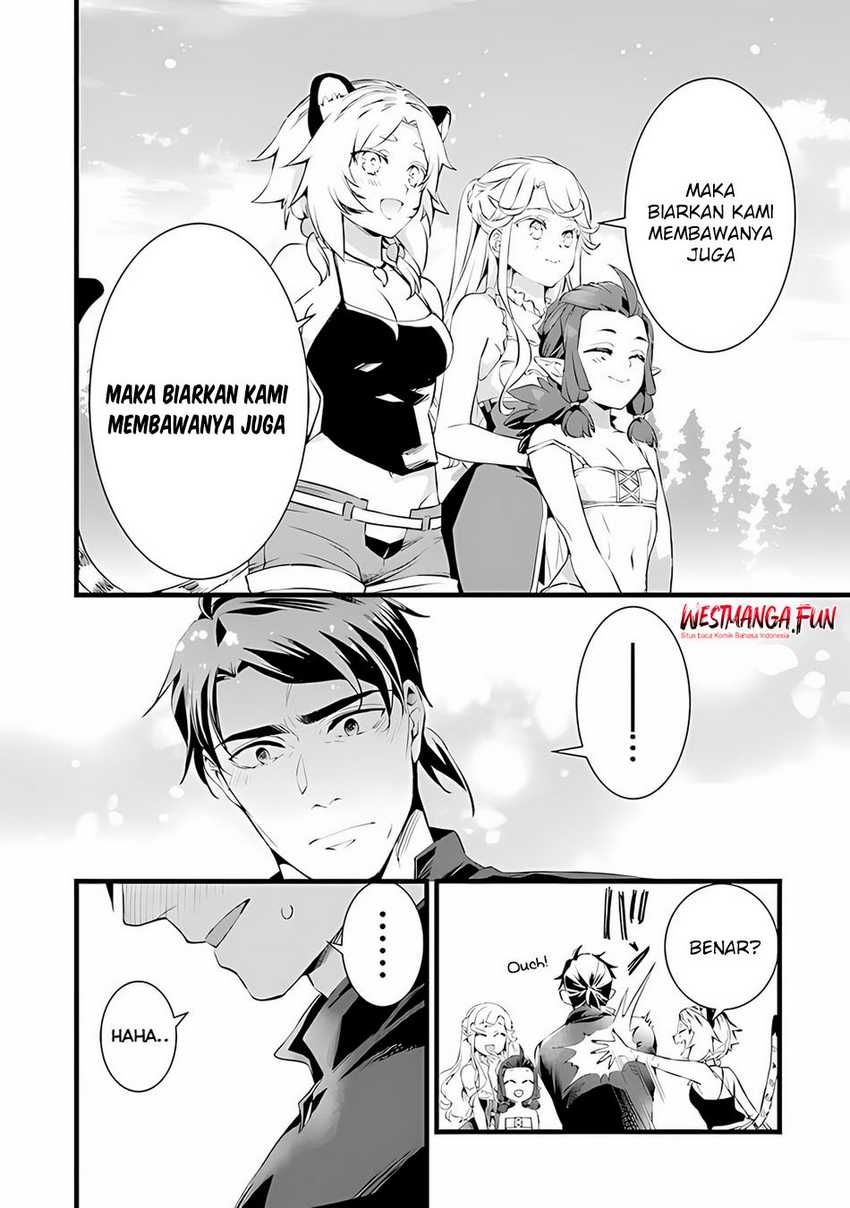 MAKA
BIARKAN KAMI
MEMBAWANYA
JUGA
MAKA BIARKAN KAMI
MEMBAWANYA JUGA
WESTMANGA.FUN
Situs baca Komik Bahasa Indonesia
BENAR?
Ouch!
HAHA..